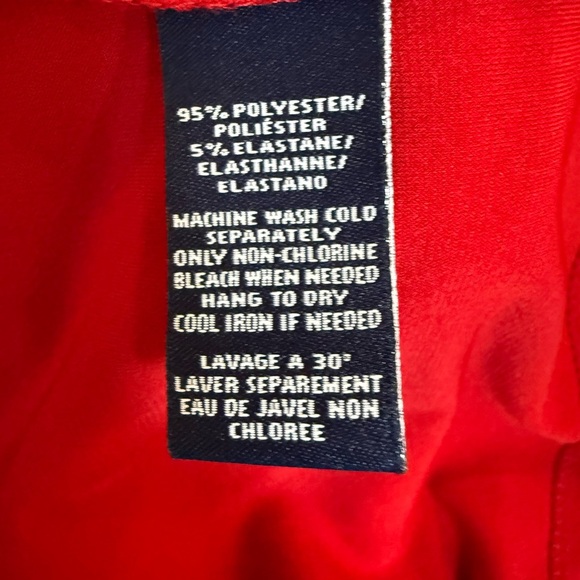 95% POLYESTER/
POLIÉSTER
5% ELASTANE/
ELASTHANNE/
ELASTANO
MACHINE WASH COLD
SEPARATELY
ONLY NON-CHLORINE
BLEACH WHEN NEEDED
HANG TO DRY
COOL IRON IF NEEDED
LAVAGE A 30°
LAVER SEPAREMENT
EAU DE JAVEL NON
CHLOREE